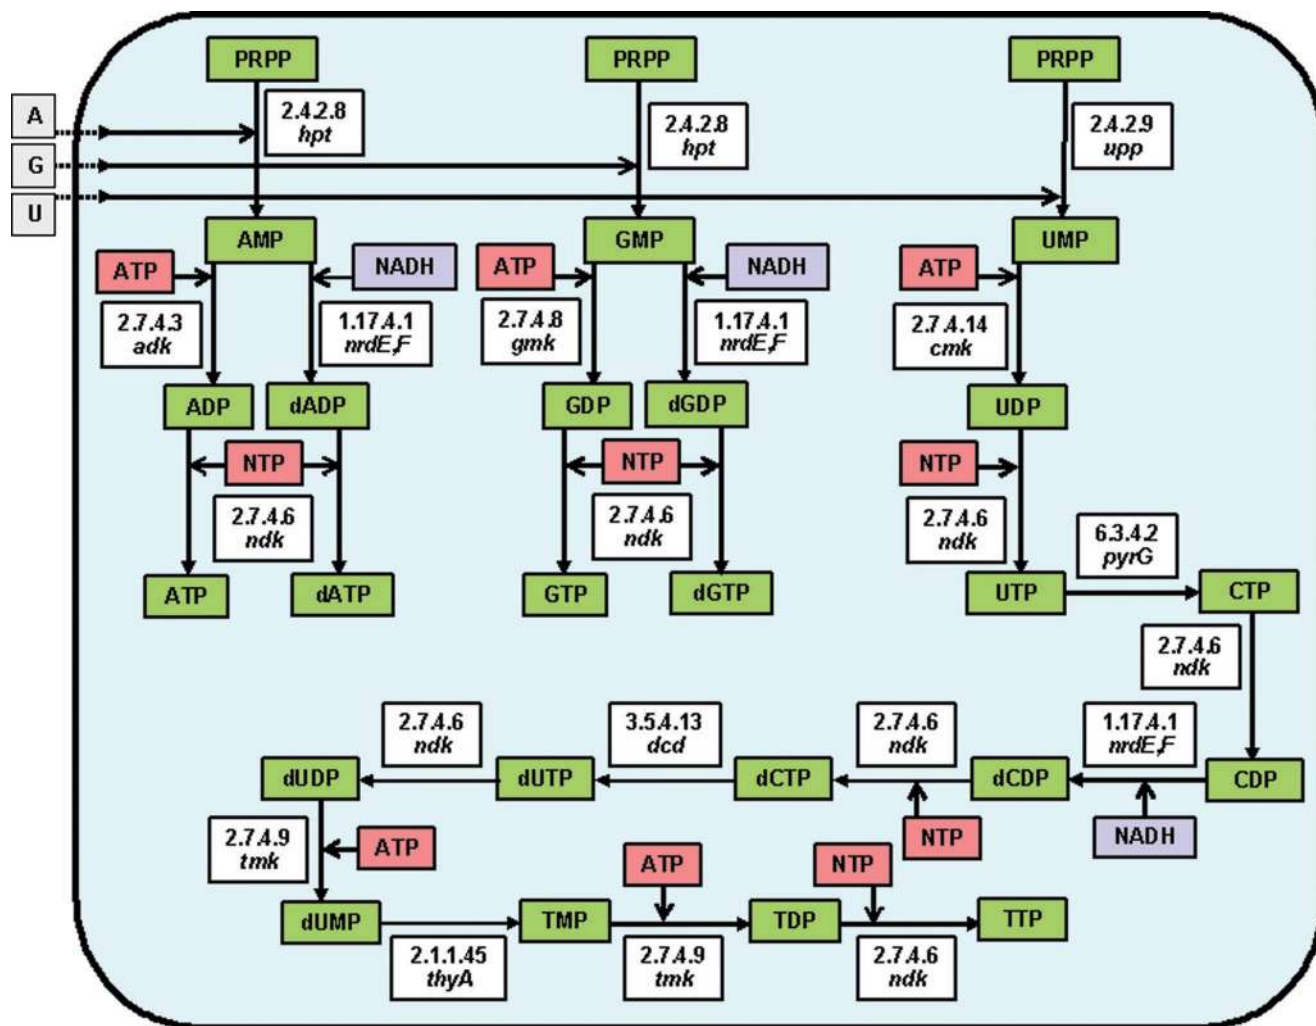 PRPP
PRPP
PRPP
A
G
U
2.4.2.8
hpt
2.4.2.8
hpt
2.4.2.9
upp
AMP
GMP
UMP
ATP
NADH
ATP
NADH
ATP
2.7.4.3
adk
1.17.4.1
nrdE,F
2.7.4.8
gmk
1.17.4.1
nrdE,F
2.7.4.14
cmk
ADP
dADP
GDP
dGDP
UDP
NTP
NTP
NTP
2.7.4.6
ndk
2.7.4.6
ndk
2.7.4.6
ndk
6.3.4.2
pyrG
ATP
dATP
GTP
dGTP
UTP
CTP
2.7.4.6
ndk
2.7.4.6
ndk
3.5.4.13
dcd
2.7.4.6
ndk
1.17.4.1
nrdE,F
dUDP
dUTP
dCTP
dCDP
CDP
2.7.4.9
tmk
ATP
ATP
NTP
NTP
NADH
dUMP
TMP
TDP
TTP
2.1.1.45
thyA
2.7.4.9
tmk
2.7.4.6
ndk